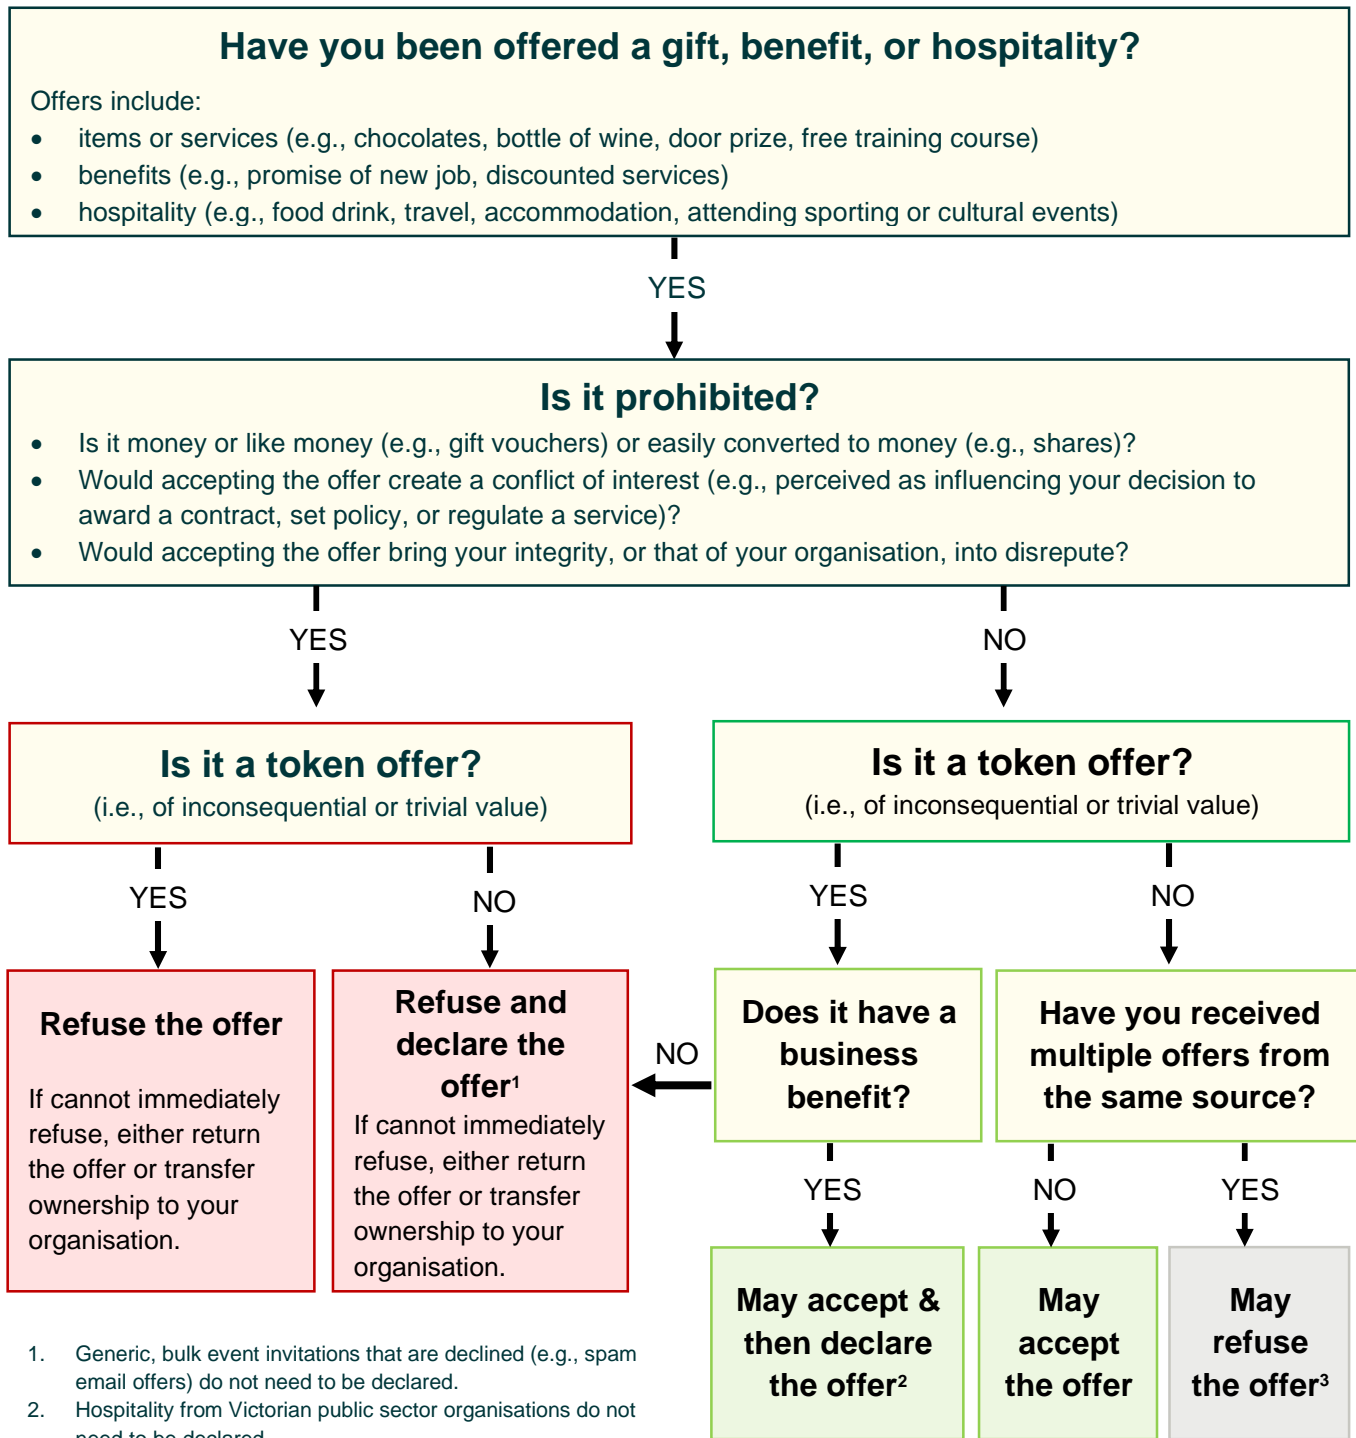 Have you been offered a gift, benefit, or hospitality?
Offers include:
• items or services (e.g., chocolates, bottle of wine, door prize, free training course)
• benefits (e.g., promise of new job, discounted services)
• hospitality (e.g., food drink, travel, accommodation, attending sporting or cultural events)
YES
Is it prohibited?
• Is it money or like money (e.g., gift vouchers) or easily converted to money (e.g., shares)?
• Would accepting the offer create a conflict of interest (e.g., perceived as influencing your decision to
award a contract, set policy, or regulate a service)?
• Would accepting the offer bring your integrity, or that of your organisation, into disrepute?
YES
NO
Is it a token offer?
(i.e., of inconsequential or trivial value)
Is it a token offer?
(i.e., of inconsequential or trivial value)
YES
NO
YES
NO
Refuse the offer
If cannot immediately
refuse, either return
the offer or transfer
ownership to your
organisation.
Refuse and
declare the
offer¹
If cannot immediately
refuse, either return
the offer or transfer
ownership to your
organisation.
NO
Does it have a
business
benefit?
Have you received
multiple offers from
the same source?
YES
NO
YES
May accept &
then declare
the offer²
May
accept
the offer
May
refuse
the offer³
1. Generic, bulk event invitations that are declined (e.g., spam
email offers) do not need to be declared.
2. Hospitality from Victorian public sector organisations do not
need to be declared